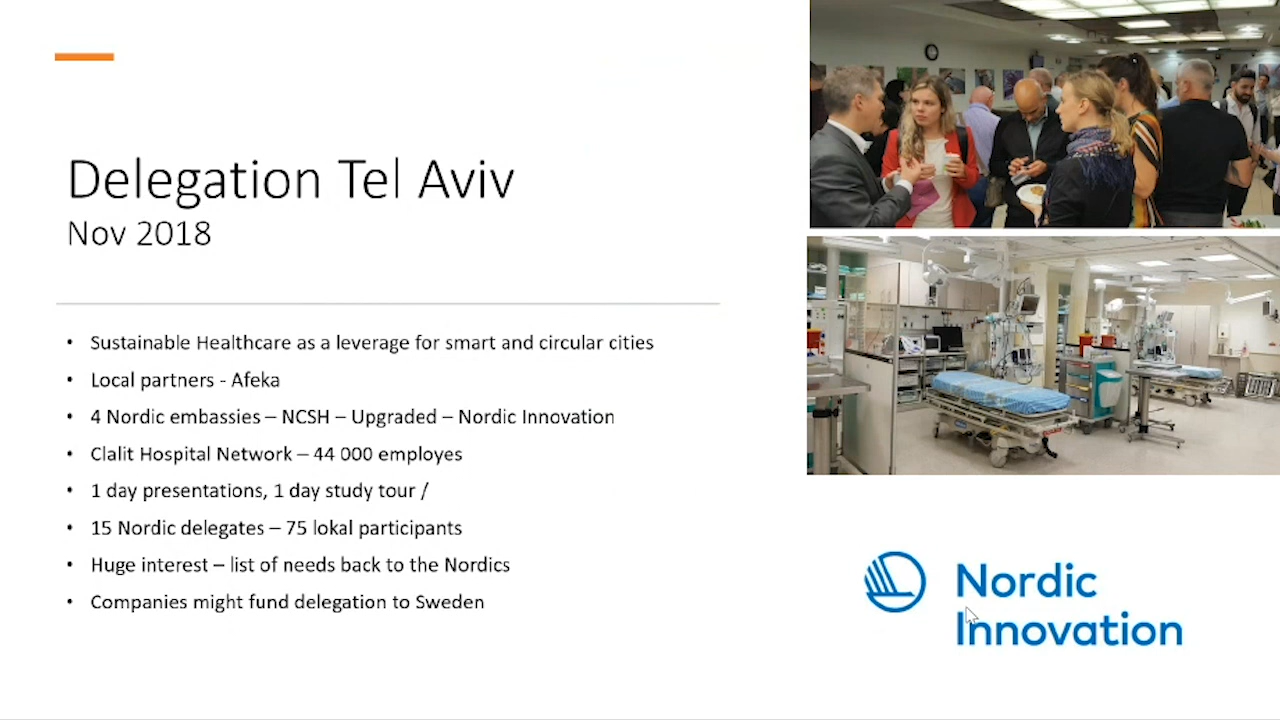 Delegation Tel Aviv
Nov 2018
• Sustainable Healthcare as a leverage for smart and circular cities
• Local partners - Afeka
• 4 Nordic embassies – NCSH – Upgraded – Nordic Innovation
• Clalit Hospital Network – 44 000 employes
• 1 day presentations, 1 day study tour /
• 15 Nordic delegates – 75 lokal participants
• Huge interest – list of needs back to the Nordics
• Companies might fund delegation to Sweden
Nordic
Innovation